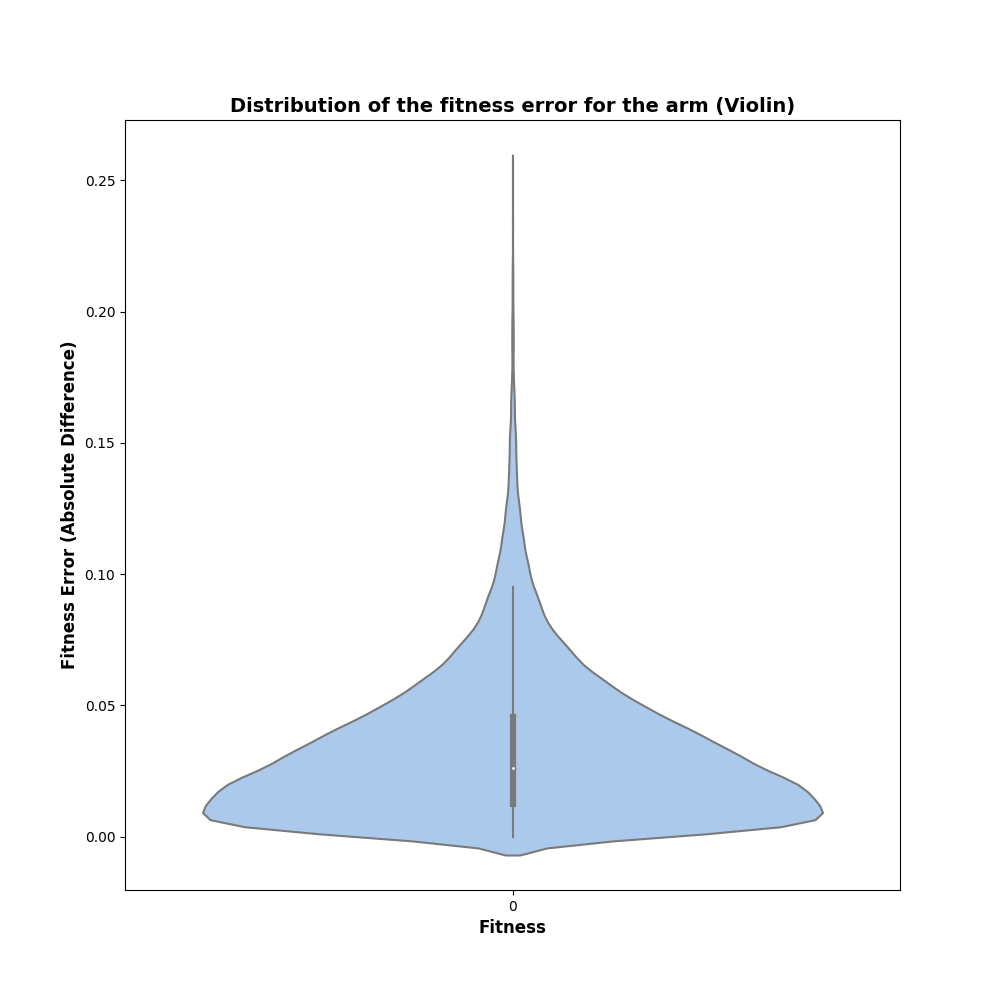 Distribution of the fitness error for the arm (Violin)
0.25
0.20
0.15
0.10
0.05
0.00
Fitness Error (Absolute Difference)
0
Fitness